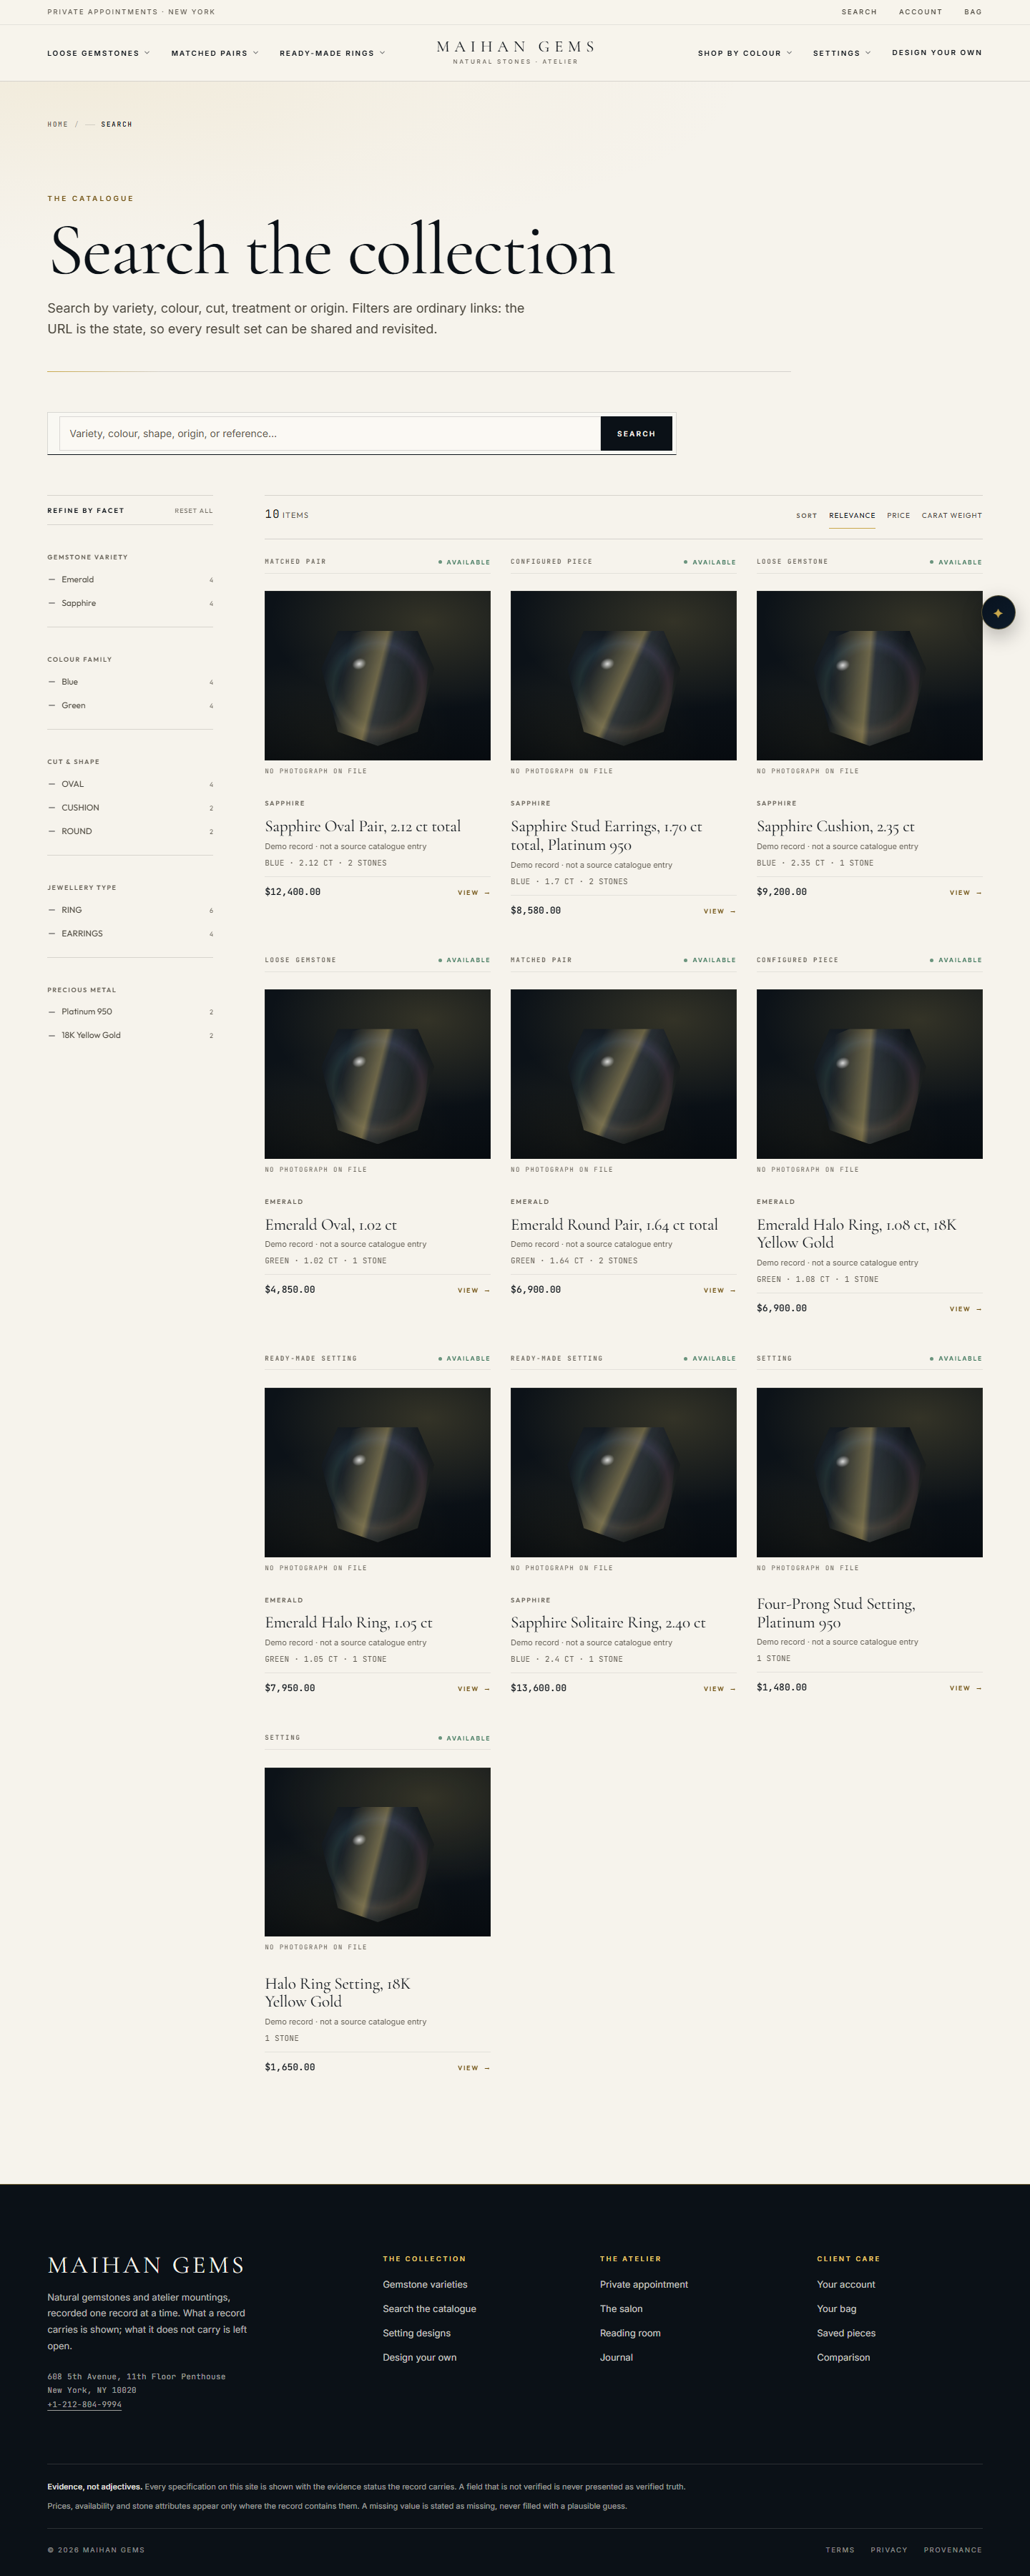 PRIVATE APPOINTMENTS · NEW YORK
SEARCH ACCOUNT BAG
LOOSE GEMSTONES MATCHED PAIRS READY-MADE RINGS
MAIHAN GEMS
NATURAL STONES · ATELIER
SHOP BY COLOUR SETTINGS DESIGN YOUR OWN
HOME / — SEARCH
THE CATALOGUE
Search the collection
Search by variety, colour, cut, treatment or origin. Filters are ordinary links: the
URL is the state, so every result set can be shared and revisited.
Variety, colour, shape, origin, or reference...
SEARCH
REFINE BY FACET RESET ALL
GEMSTONE VARIETY
— Emerald 4
— Sapphire 4
COLOUR FAMILY
— Blue 4
— Green 4
CUT & SHAPE
— OVAL 4
— CUSHION 2
— ROUND 2
JEWELLERY TYPE
— RING 6
— EARRINGS 4
PRECIOUS METAL
— Platinum 950 2
— 18K Yellow Gold 2
10 ITEMS
SORT RELEVANCE PRICE CARAT WEIGHT
MATCHED PAIR AVAILABLE
NO PHOTOGRAPH ON FILE
SAPPHIRE
Sapphire Oval Pair, 2.12 ct total
Demo record · not a source catalogue entry
BLUE · 2.12 CT · 2 STONES
$12,400.00 VIEW →
CONFIGURED PIECE AVAILABLE
NO PHOTOGRAPH ON FILE
SAPPHIRE
Sapphire Stud Earrings, 1.70 ct
total, Platinum 950
Demo record · not a source catalogue entry
BLUE · 1.7 CT · 2 STONES
$8,580.00 VIEW →
LOOSE GEMSTONE AVAILABLE
NO PHOTOGRAPH ON FILE
SAPPHIRE
Sapphire Cushion, 2.35 ct
Demo record · not a source catalogue entry
BLUE · 2.35 CT · 1 STONE
$9,200.00 VIEW →
LOOSE GEMSTONE AVAILABLE
NO PHOTOGRAPH ON FILE
EMERALD
Emerald Oval, 1.02 ct
Demo record · not a source catalogue entry
GREEN · 1.02 CT · 1 STONE
$4,850.00 VIEW →
MATCHED PAIR AVAILABLE
NO PHOTOGRAPH ON FILE
EMERALD
Emerald Round Pair, 1.64 ct total
Demo record · not a source catalogue entry
GREEN · 1.64 CT · 2 STONES
$6,900.00 VIEW →
CONFIGURED PIECE AVAILABLE
NO PHOTOGRAPH ON FILE
EMERALD
Emerald Halo Ring, 1.08 ct, 18K
Yellow Gold
Demo record · not a source catalogue entry
GREEN · 1.08 CT · 1 STONE
$6,900.00 VIEW →
READY-MADE SETTING AVAILABLE
NO PHOTOGRAPH ON FILE
EMERALD
Emerald Halo Ring, 1.05 ct
Demo record · not a source catalogue entry
GREEN · 1.05 CT · 1 STONE
$7,950.00 VIEW →
READY-MADE SETTING AVAILABLE
NO PHOTOGRAPH ON FILE
SAPPHIRE
Sapphire Solitaire Ring, 2.40 ct
Demo record · not a source catalogue entry
BLUE · 2.4 CT · 1 STONE
$13,600.00 VIEW →
SETTING AVAILABLE
NO PHOTOGRAPH ON FILE
Four-Prong Stud Setting,
Platinum 950
Demo record · not a source catalogue entry
1 STONE
$1,480.00 VIEW →
SETTING AVAILABLE
NO PHOTOGRAPH ON FILE
Halo Ring Setting, 18K
Yellow Gold
Demo record · not a source catalogue entry
1 STONE
$1,650.00 VIEW →
MAIHAN GEMS
Natural gemstones and atelier mountings,
recorded one record at a time. What a record
carries is shown; what it does not carry is left
open.
608 5th Avenue, 11th Floor Penthouse
New York, NY 10020
+1-212-804-9994
THE COLLECTION
Gemstone varieties
Search the catalogue
Setting designs
Design your own
THE ATELIER
Private appointment
The salon
Reading room
Journal
CLIENT CARE
Your account
Your bag
Saved pieces
Comparison
Evidence, not adjectives. Every specification on this site is shown with the evidence status the record carries. A field that is not verified is never presented as verified truth.
Prices, availability and stone attributes appear only where the record contains them. A missing value is stated as missing, never filled with a plausible guess.
© 2026 MAIHAN GEMS
TERMS PRIVACY PROVENANCE